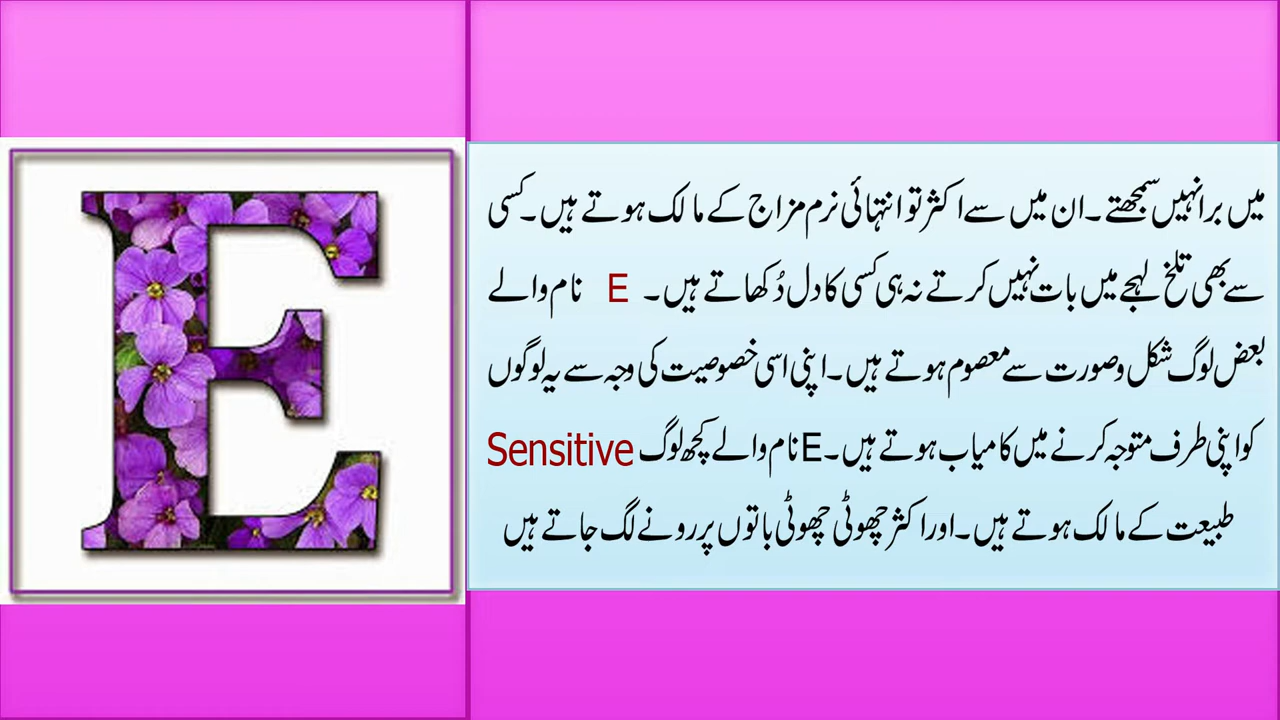 E
میں برا نہیں سمجھتے۔ ان میں سے اکثر تو انتہائی نرم مزاج کے مالک ہوتے ہیں۔ کسی
سے بھی تلخ لہجے میں بات نہیں کرتے نہ ہی کسی کا دل دُکھاتے ہیں۔ E نام والے
بعض لوگ شکل و صورت سے معصوم ہوتے ہیں۔ اپنی اسی خصوصیت کی وجہ سے یہ لوگوں
کو اپنی طرف متوجہ کرنے میں کامیاب ہوتے ہیں۔ E نام والے کچھ لوگ Sensitive
طبیعت کے مالک ہوتے ہیں۔ اور اکثر چھوٹی چھوٹی باتوں پر رونے لگ جاتے ہیں